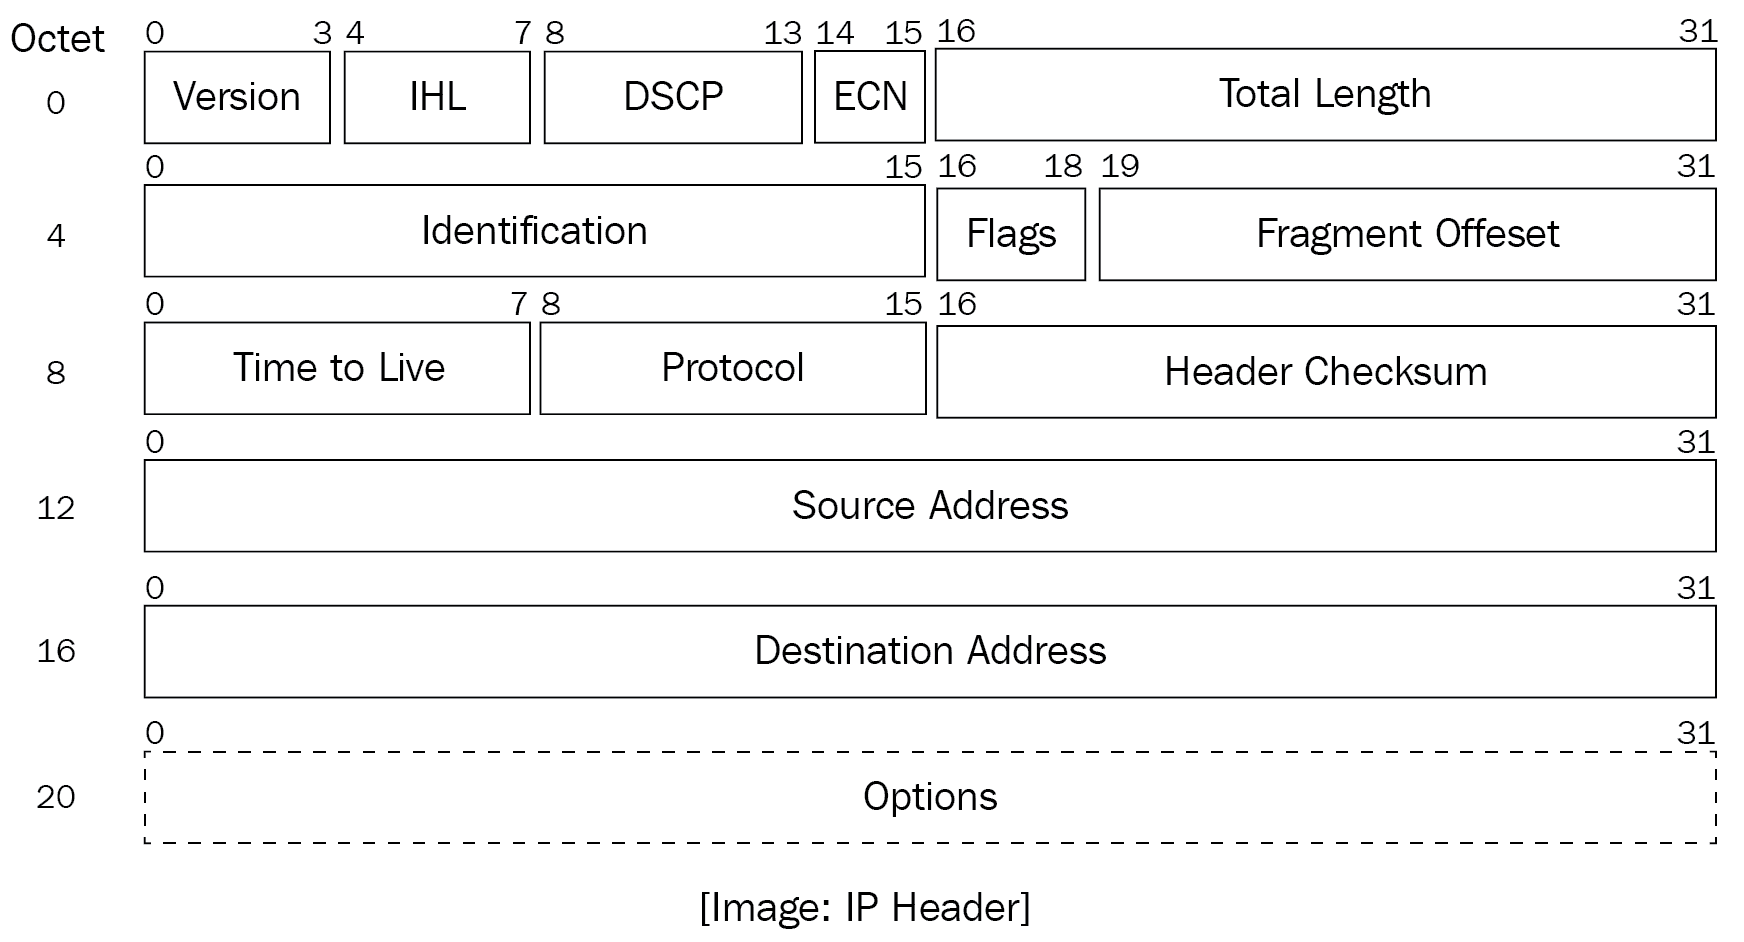 Octet 0 3 4 7 8 13 14 15 16 31
0 Version IHL DSCP ECN Total Length
0 15 16 18 19 31
4 Identification Flags Fragment Offeset
0 7 8 15 16 31
8 Time to Live Protocol Header Checksum
0 31
12 Source Address
0 31
16 Destination Address
0 31
20 Options
[Image: IP Header]